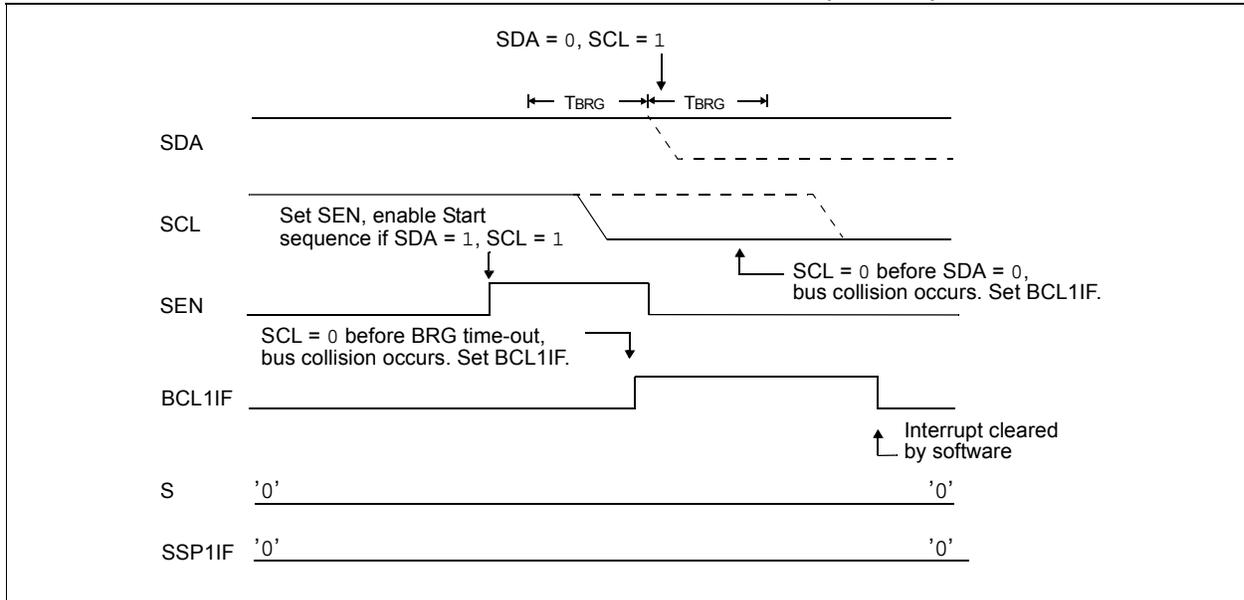 SDA = 0, SCL = 1
TBRG TBRG
SDA
SCL
Set SEN, enable Start
sequence if SDA = 1, SCL = 1
SCL = 0 before SDA = 0,
bus collision occurs. Set BCL1IF.
SEN
SCL = 0 before BRG time-out,
bus collision occurs. Set BCL1IF.
BCL1IF
Interrupt cleared
by software
S '0' '0'
SSP1IF '0' '0'